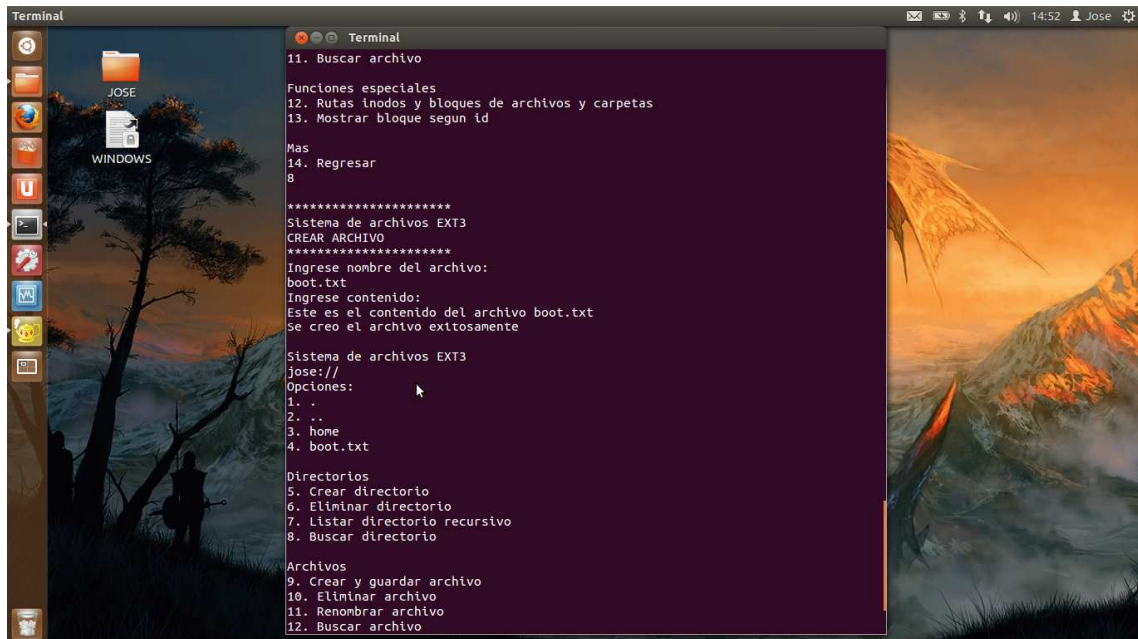 Terminal
14:52 Jose
JOSE
WINDOWS
Terminal
11. Buscar archivo
Funciones especiales
12. Rutas inodos y bloques de archivos y carpetas
13. Mostrar bloque segun id
Mas
14. Regresar
8
**********************
Sistema de archivos EXT3
CREAR ARCHIVO
**********************
Ingrese nombre del archivo:
boot.txt
Ingrese contenido:
Este es el contenido del archivo boot.txt
Se creo el archivo exitosamente
Sistema de archivos EXT3
jose://
Opciones:
1. .
2. ..
3. home
4. boot.txt
Directorios
5. Crear directorio
6. Eliminar directorio
7. Listar directorio recursivo
8. Buscar directorio
Archivos
9. Crear y guardar archivo
10. Eliminar archivo
11. Renombrar archivo
12. Buscar archivo